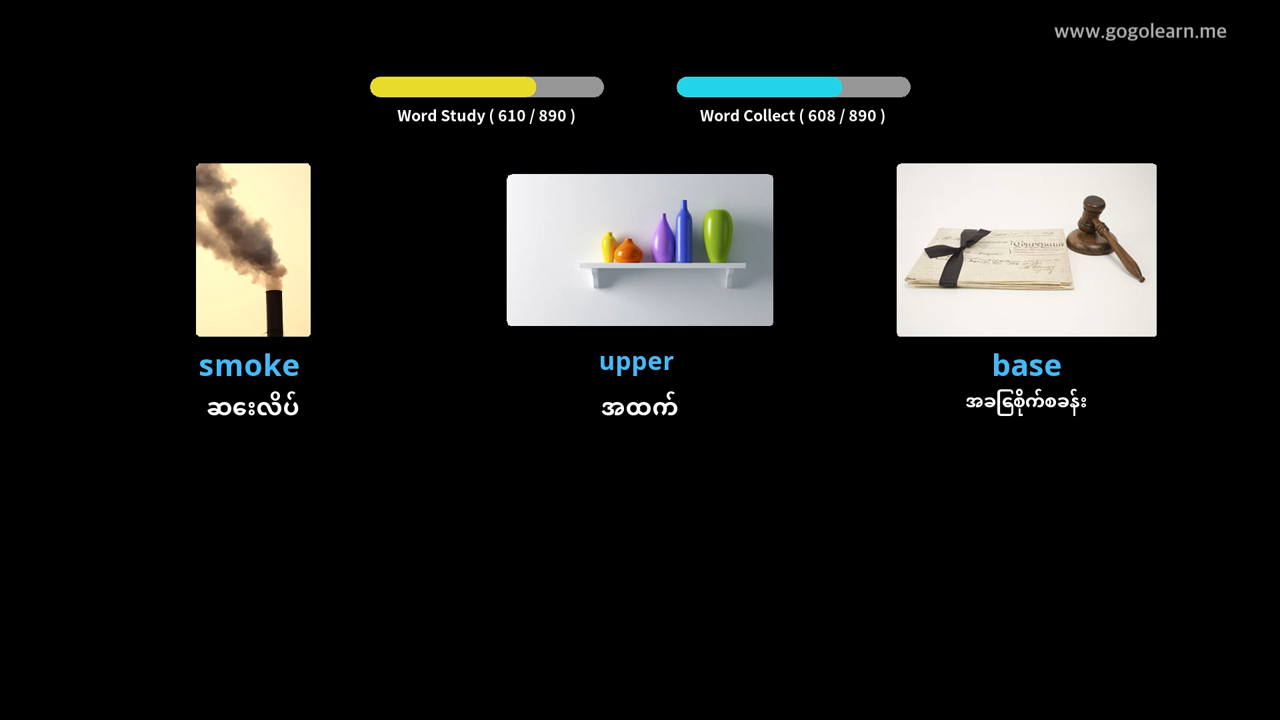 www.gogolearn.me
Word Study ( 610 / 890 )
Word Collect ( 608 / 890 )
smoke
upper
base
ဆေးလိပ်
အထက်
အခြေစိုက်စခန်း